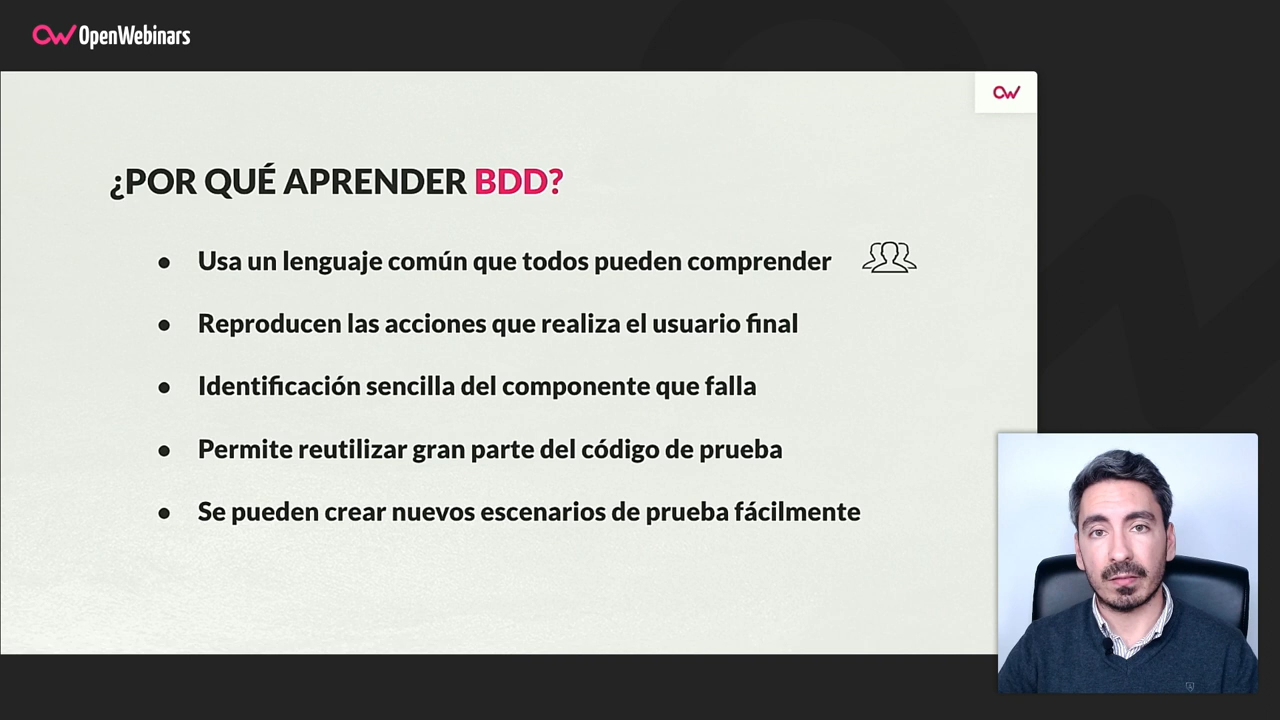 OpenWebinars
¿POR QUÉ APRENDER BDD?
● Usa un lenguaje común que todos pueden comprender
● Reproducen las acciones que realiza el usuario final
● Identificación sencilla del componente que falla
● Permite reutilizar gran parte del código de prueba
● Se pueden crear nuevos escenarios de prueba fácilmente